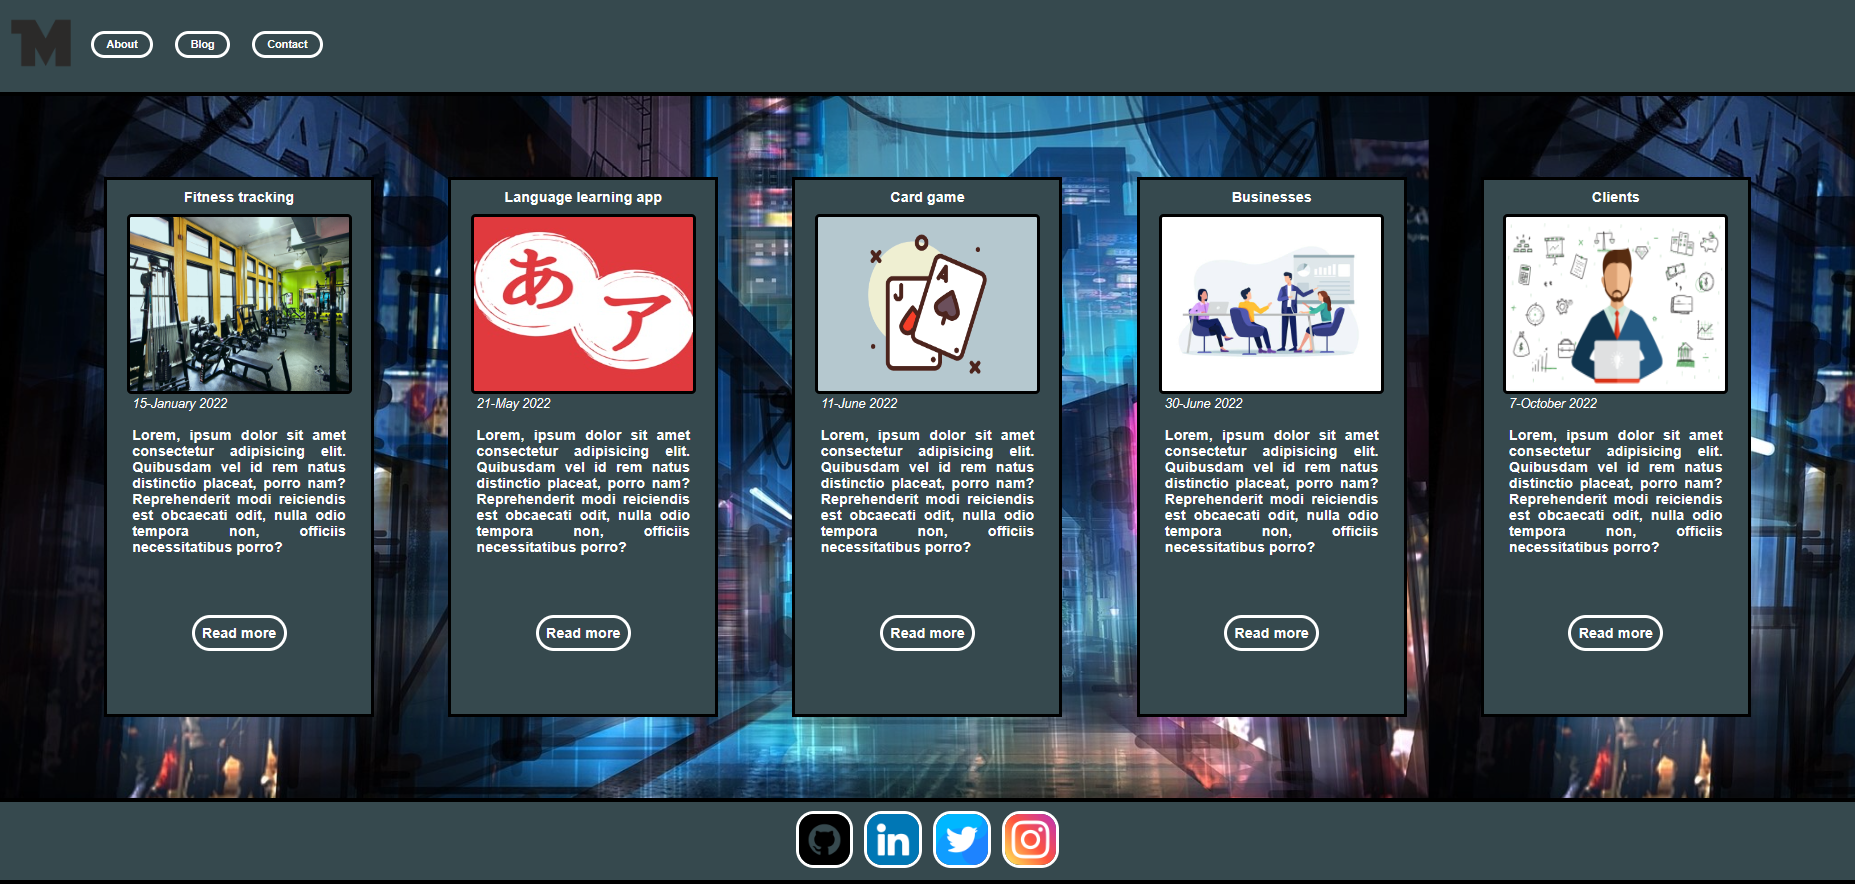 M
About
Blog
Contact
Fitness tracking
15-January 2022
Lorem, ipsum dolor sit amet
consectetur adipisicing elit.
Quibusdam vel id rem natus
distinctio placeat, porro nam?
Reprehenderit modi reiciendis
est obcaecati odit, nulla odio
tempora non, officiis
necessitatibus porro?
Read more
Language learning app
あ
ア
21-May 2022
Lorem, ipsum dolor sit amet
consectetur adipisicing elit.
Quibusdam vel id rem natus
distinctio placeat, porro nam?
Reprehenderit modi reiciendis
est obcaecati odit, nulla odio
tempora non, officiis
necessitatibus porro?
Read more
Card game
J
A
11-June 2022
Lorem, ipsum dolor sit amet
consectetur adipisicing elit.
Quibusdam vel id rem natus
distinctio placeat, porro nam?
Reprehenderit modi reiciendis
est obcaecati odit, nulla odio
tempora non, officiis
necessitatibus porro?
Read more
Businesses
30-June 2022
Lorem, ipsum dolor sit amet
consectetur adipisicing elit.
Quibusdam vel id rem natus
distinctio placeat, porro nam?
Reprehenderit modi reiciendis
est obcaecati odit, nulla odio
tempora non, officiis
necessitatibus porro?
Read more
Clients
7-October 2022
Lorem, ipsum dolor sit amet
consectetur adipisicing elit.
Quibusdam vel id rem natus
distinctio placeat, porro nam?
Reprehenderit modi reiciendis
est obcaecati odit, nulla odio
tempora non, officiis
necessitatibus porro?
Read more
in